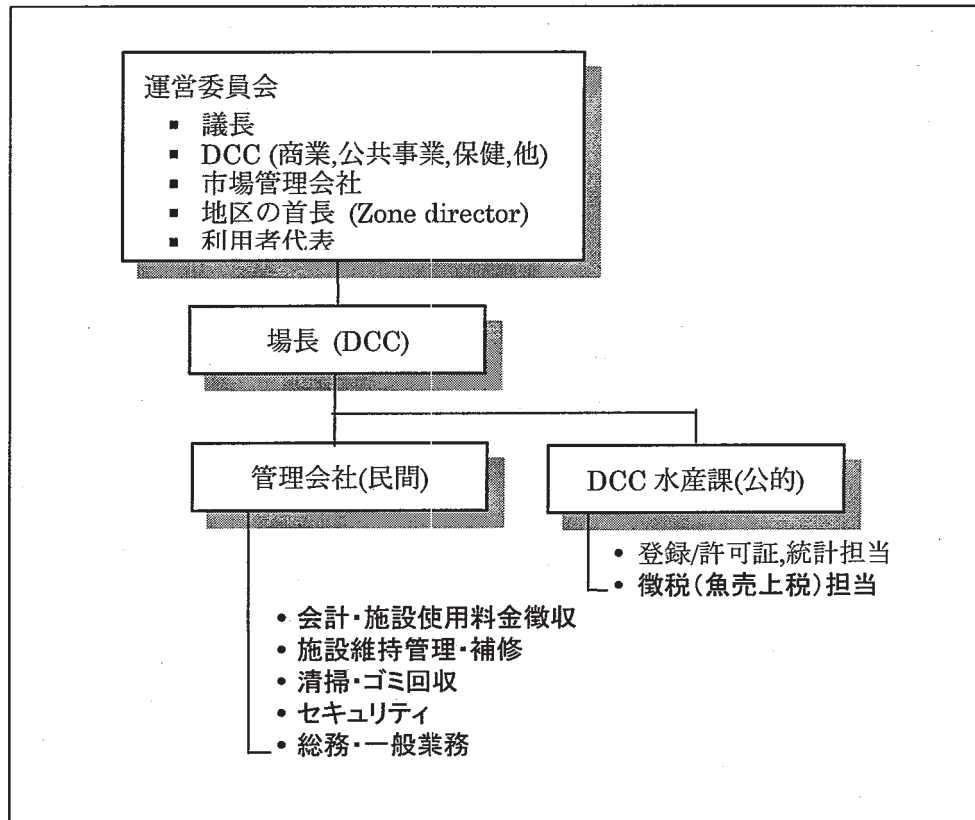 運営委員会
▪ 議長
▪ DCC (商業,公共事業,保健,他)
▪ 市場管理会社
▪ 地区の首長 (Zone director)
▪ 利用者代表
場長 (DCC)
管理会社(民間)
DCC 水産課(公的)
• 登録/許可証,統計担当
• 徴税(魚売上税)担当
• 会計・施設使用料金徴収
• 施設維持管理・補修
• 清掃・ゴミ回収
• セキュリティ
• 総務・一般業務